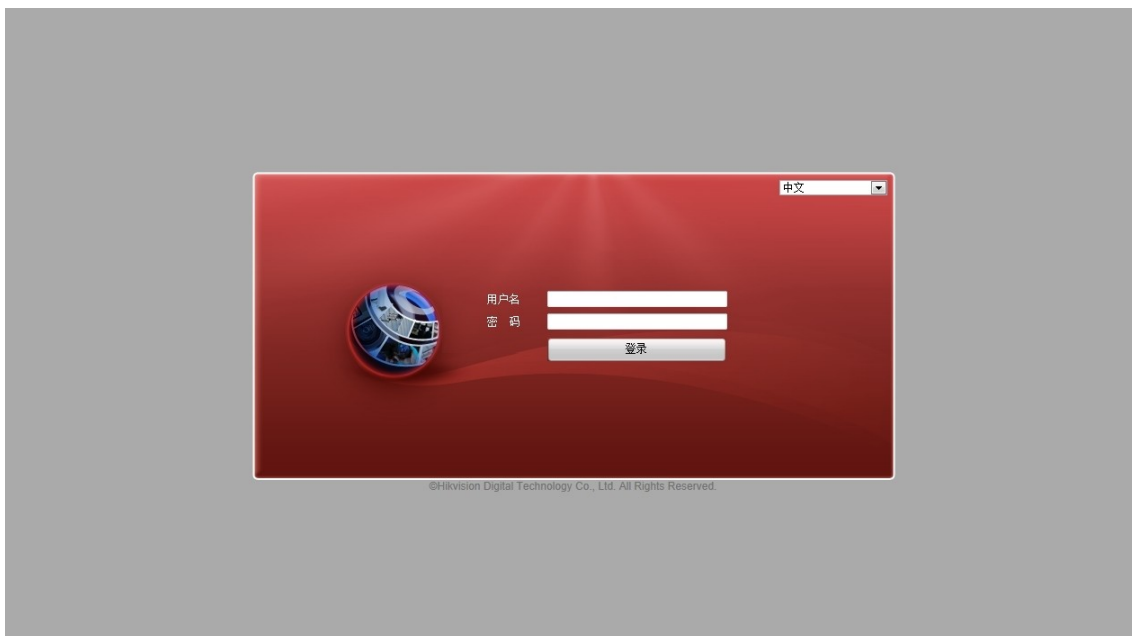 中文
用户名
密 码
登录
©Hikvision Digital Technology Co., Ltd. All Rights Reserved.